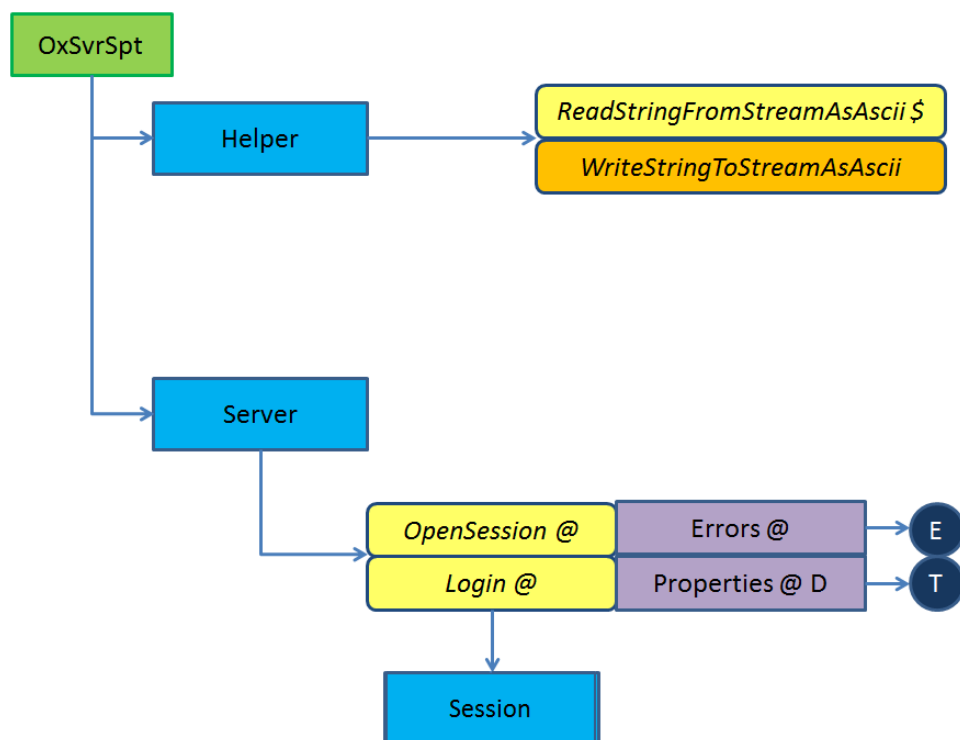 OxSvrSpt
Helper
ReadStringFromStreamAsAscii $
WriteStringToStreamAsAscii
Server
OpenSession @
Errors @
E
Login @
Properties @ D
T
Session